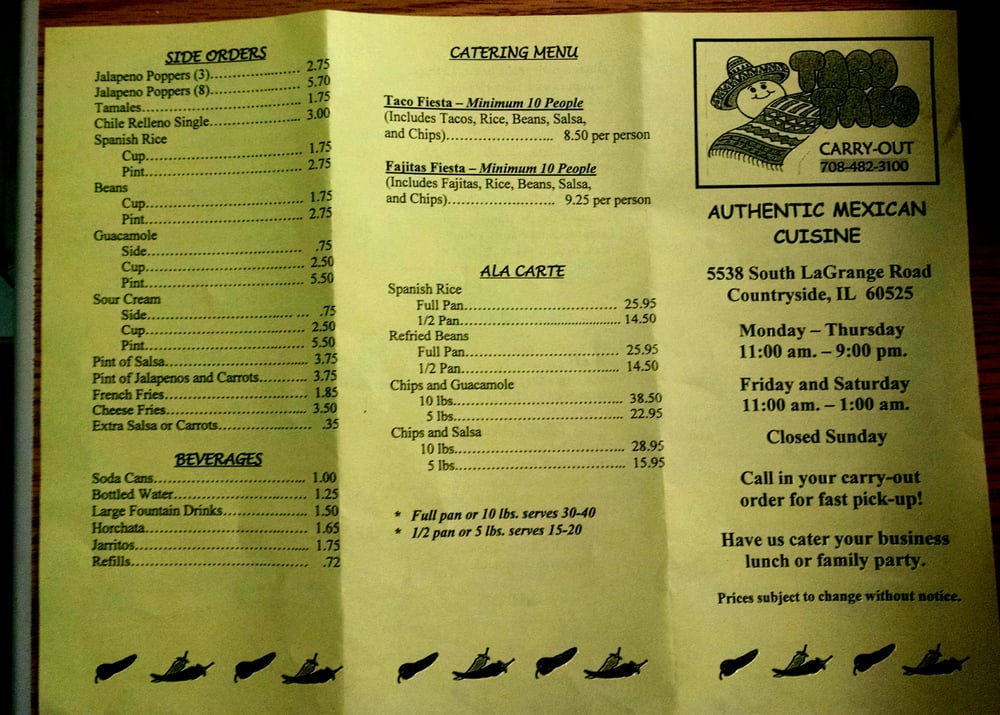 SIDE ORDERS
Jalapeno Poppers (3)........................ 2.75
Jalapeno Poppers (8)........................ 5.70
Tamales........................................... 1.75
Chile Relleno Single........................ 3.00
Spanish Rice
Cup....................................... 1.75
Pint....................................... 2.75
Beans
Cup....................................... 1.75
Pint....................................... 2.75
Guacamole
Side....................................... .75
Cup....................................... 2.50
Pint....................................... 5.50
Sour Cream
Side....................................... .75
Cup....................................... 2.50
Pint....................................... 5.50
Pint of Salsa.................................... 3.75
Pint of Jalapenos and Carrots............ 3.75
French Fries.................................... 1.85
Cheese Fries.................................... 3.50
Extra Salsa or Carrots....................... .35
BEVERAGES
Soda Cans....................................... 1.00
Bottled Water.................................. 1.25
Large Fountain Drinks..................... 1.50
Horchata......................................... 1.65
Jarritos............................................ 1.75
Refills............................................. .72
CATERING MENU
Taco Fiesta – Minimum 10 People
(Includes Tacos, Rice, Beans, Salsa,
and Chips)........................ 8.50 per person
Fajitas Fiesta – Minimum 10 People
(Includes Fajitas, Rice, Beans, Salsa,
and Chips)........................ 9.25 per person
ALA CARTE
Spanish Rice
Full Pan.................................... 25.95
1/2 Pan..................................... 14.50
Refried Beans
Full Pan.................................... 25.95
1/2 Pan..................................... 14.50
Chips and Guacamole
10 lbs....................................... 38.50
5 lbs....................................... 22.95
Chips and Salsa
10 lbs....................................... 28.95
5 lbs....................................... 15.95
* Full pan or 10 lbs. serves 30-40
* 1/2 pan or 5 lbs. serves 15-20
TACO
CARRY-OUT
708-482-3100
AUTHENTIC MEXICAN
CUISINE
5538 South LaGrange Road
Countryside, IL 60525
Monday – Thursday
11:00 am. – 9:00 pm.
Friday and Saturday
11:00 am. – 1:00 am.
Closed Sunday
Call in your carry-out
order for fast pick-up!
Have us cater your business
lunch or family party.
Prices subject to change without notice.